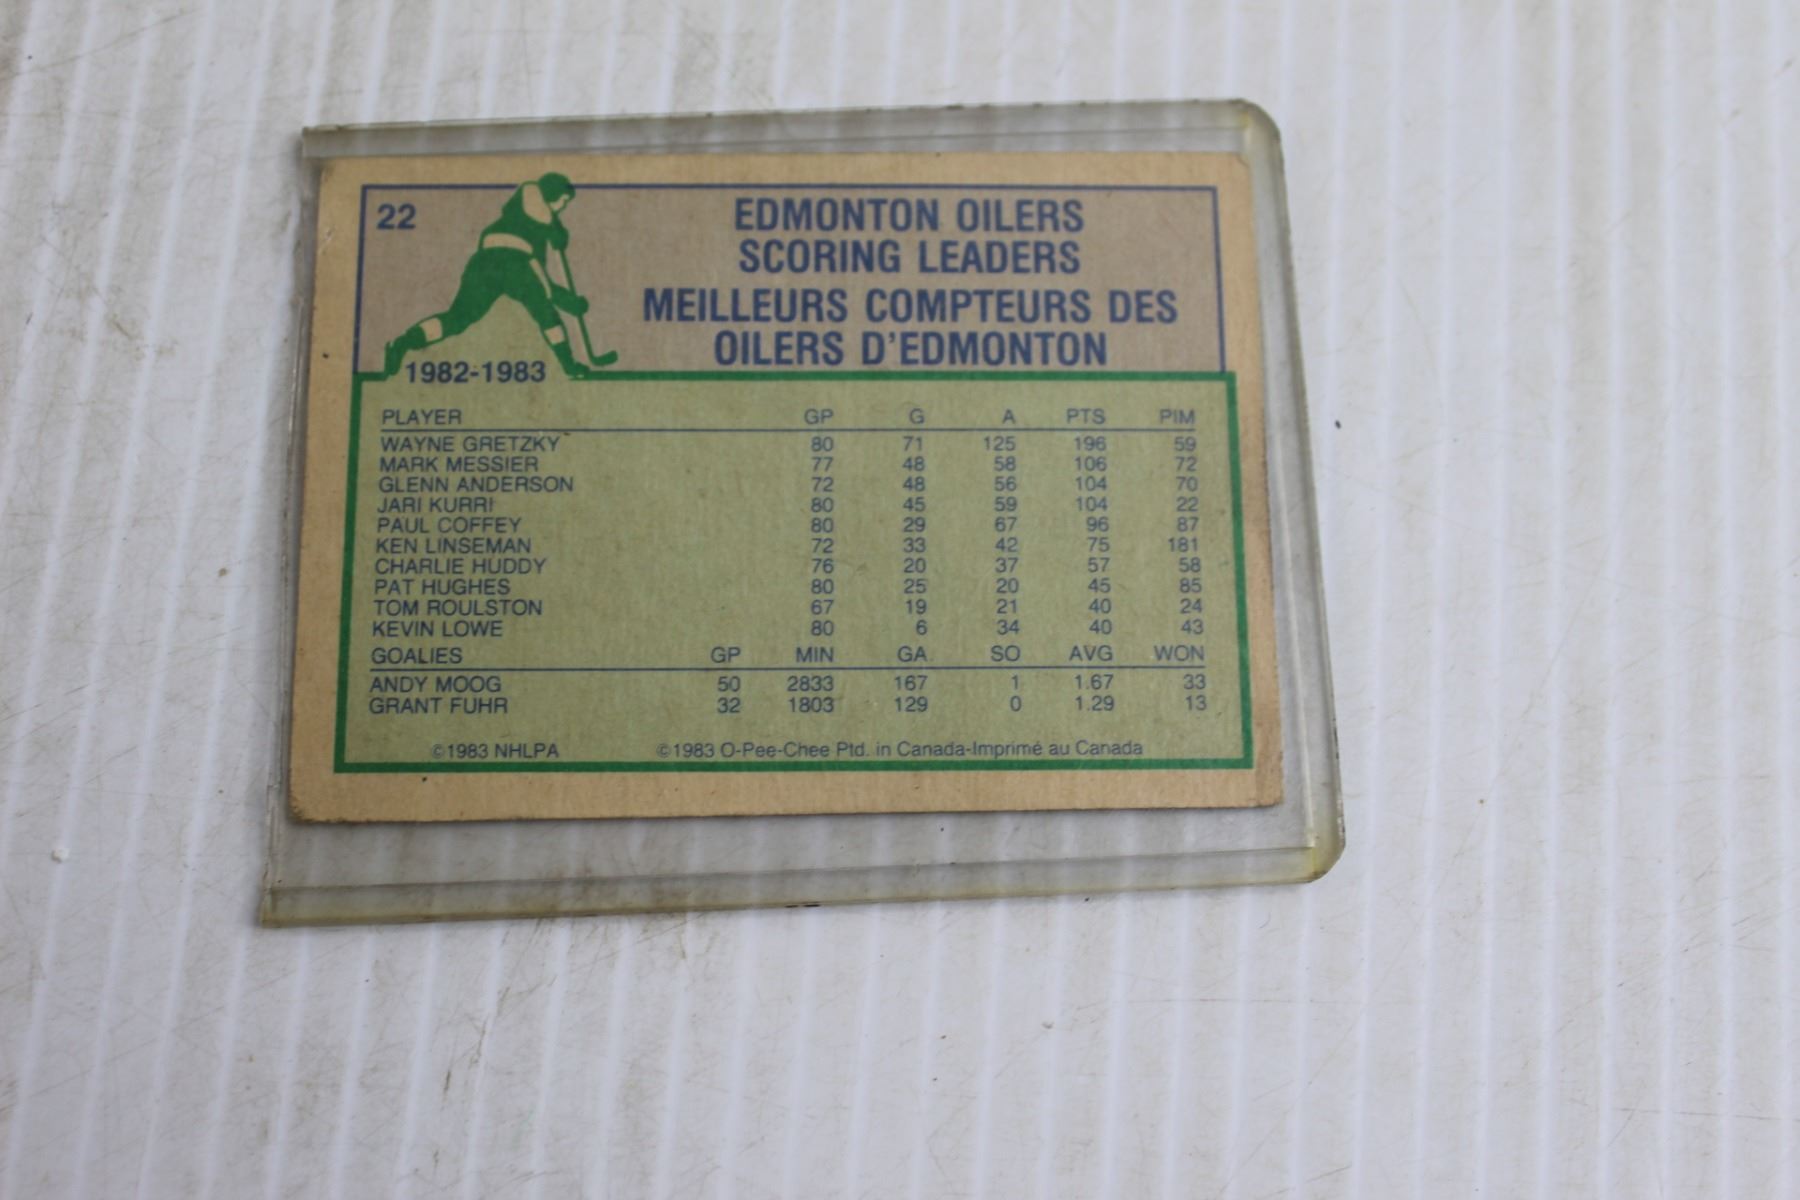 22
EDMONTON OILERS
SCORING LEADERS
MEILLEURS COMPTEURS DES
OILERS D'EDMONTON
1982-1983
PLAYER GP G A PTS PIM
WAYNE GRETZKY 80 71 125 196 59
MARK MESSIER 77 48 58 106 72
GLENN ANDERSON 72 48 56 104 70
JARI KURRI 80 45 59 104 22
PAUL COFFEY 80 29 67 96 87
KEN LINSEMAN 72 33 42 75 181
CHARLIE HUDDY 76 20 37 57 58
PAT HUGHES 80 25 20 45 85
TOM ROULSTON 67 19 21 40 24
KEVIN LOWE 80 6 34 40 43
GOALIES GP MIN GA SO AVG WON
ANDY MOOG 50 2833 167 1 1.67 33
GRANT FUHR 32 1803 129 0 1.29 13
©1983 NHLPA ©1983 O-Pee-Chee Ptd. in Canada-Imprimé au Canada